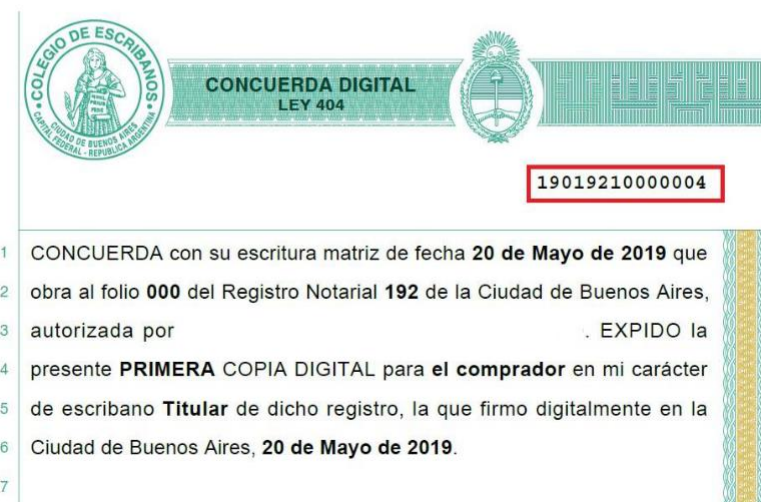 COLEGIO DE ESCRIBANOS
CAPITAL FEDERAL - REPUBLICA ARGENTINA
CIUDAD DE BUENOS AIRES
CONCUERDA DIGITAL
LEY 404
19019210000004
1 CONCUERDA con su escritura matriz de fecha 20 de Mayo de 2019 que
2 obra al folio 000 del Registro Notarial 192 de la Ciudad de Buenos Aires,
3 autorizada por . EXPIDO la
4 presente PRIMERA COPIA DIGITAL para el comprador en mi carácter
5 de escribano Titular de dicho registro, la que firmo digitalmente en la
6 Ciudad de Buenos Aires, 20 de Mayo de 2019.
7